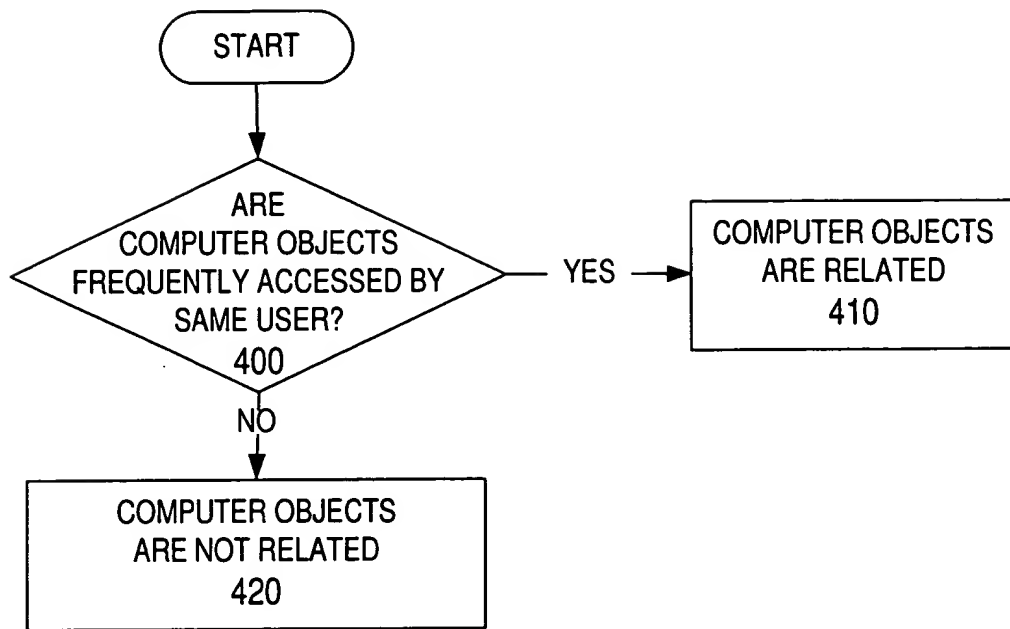 START
ARE
COMPUTER OBJECTS
FREQUENTLY ACCESSED BY
SAME USER?
400
YES
COMPUTER OBJECTS
ARE RELATED
410
NO
COMPUTER OBJECTS
ARE NOT RELATED
420